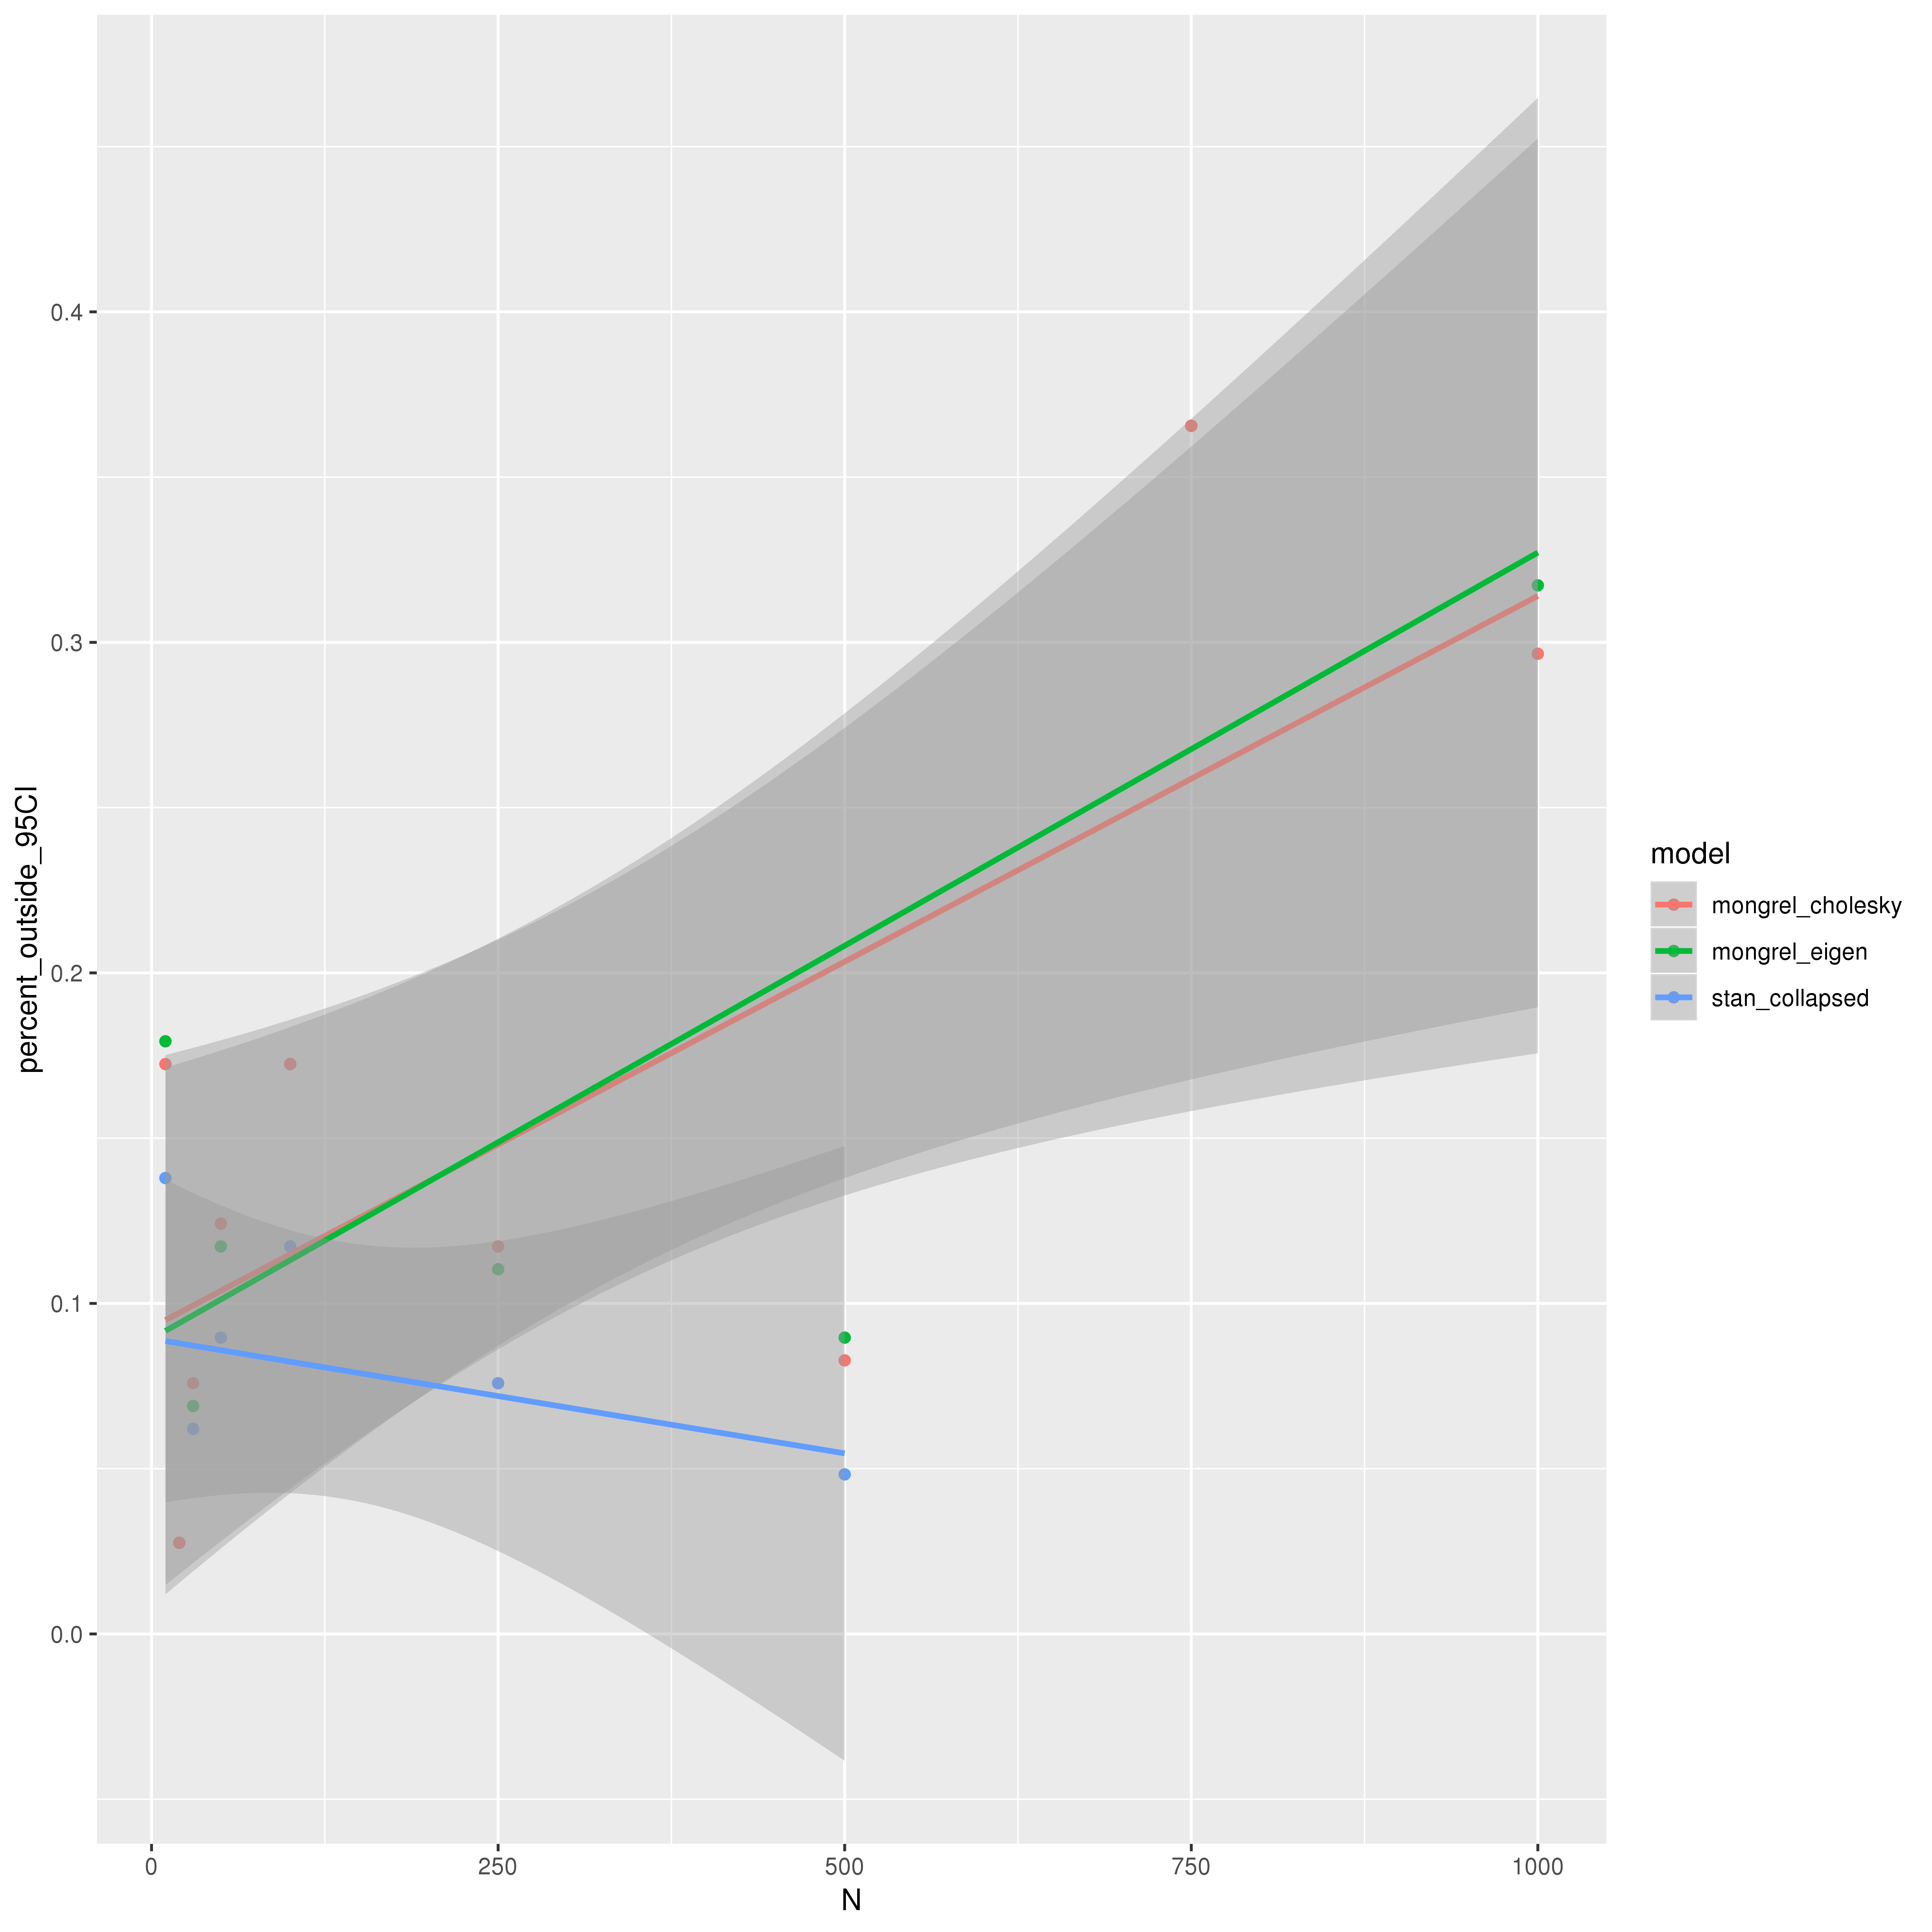 percent_outside_95CI
0.4
0.3
0.2
0.1
0.0
0
250
500
750
1000
N
model
mongrel_cholesky
mongrel_eigen
stan_collapsed